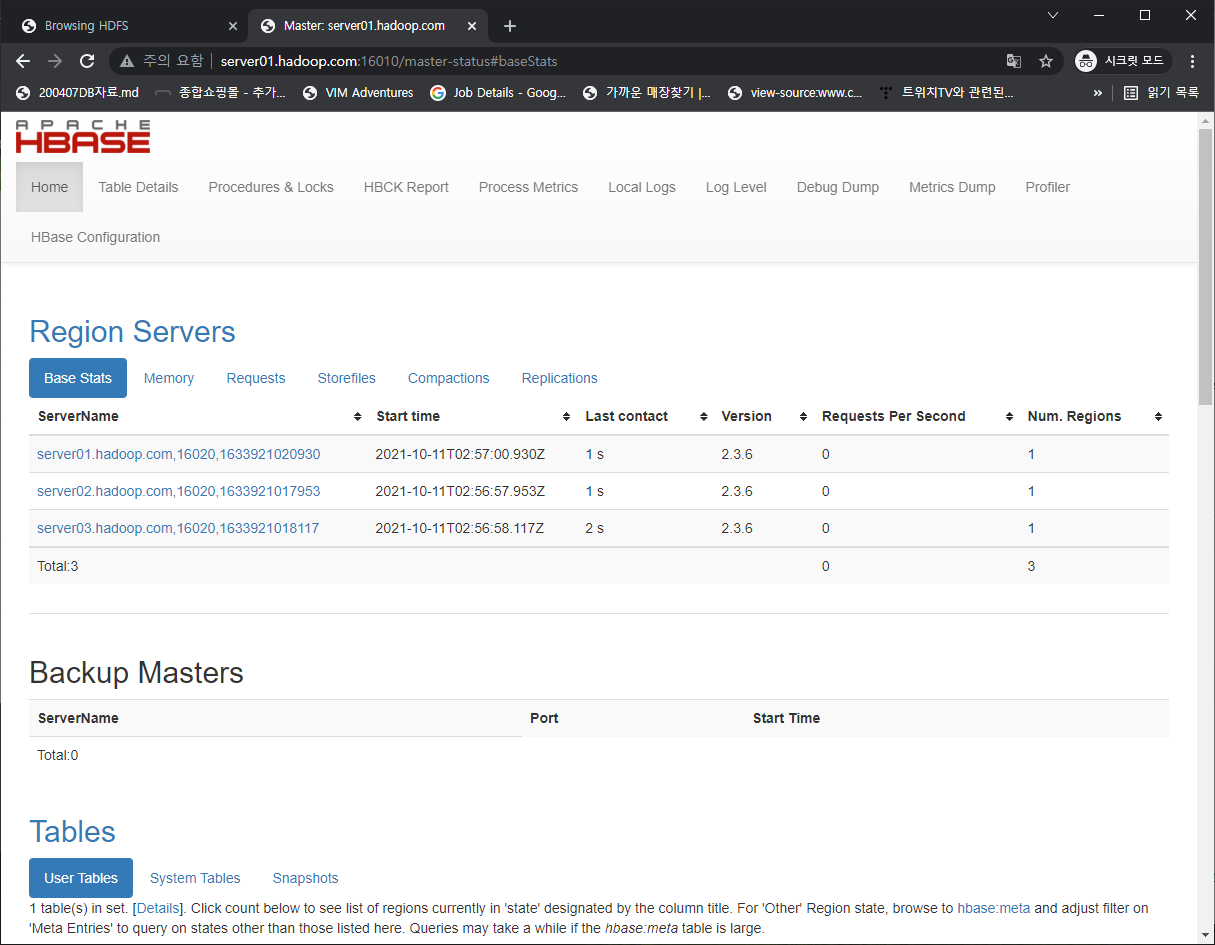 Browsing HDFS
Master: server01.hadoop.com
주의 요함 server01.hadoop.com:16010/master-status#baseStats 시크릿 모드
200407DB자료.md 종합쇼핑몰 - 추가... VIM Adventures Job Details - Goog... 가까운 매장찾기 |... view-source:www.c... 트위치TV와 관련된... » 읽기 목록
APACHE
HBASE
Home Table Details Procedures & Locks HBCK Report Process Metrics Local Logs Log Level Debug Dump Metrics Dump Profiler
HBase Configuration
Region Servers
Base Stats Memory Requests Storefiles Compactions Replications
ServerName Start time Last contact Version Requests Per Second Num. Regions
server01.hadoop.com,16020,1633921020930 2021-10-11T02:57:00.930Z 1 s 2.3.6 0 1
server02.hadoop.com,16020,1633921017953 2021-10-11T02:56:57.953Z 1 s 2.3.6 0 1
server03.hadoop.com,16020,1633921018117 2021-10-11T02:56:58.117Z 2 s 2.3.6 0 1
Total:3 0 3
Backup Masters
ServerName Port Start Time
Total:0
Tables
User Tables System Tables Snapshots
1 table(s) in set. [Details]. Click count below to see list of regions currently in 'state' designated by the column title. For 'Other' Region state, browse to hbase:meta and adjust filter on
'Meta Entries' to query on states other than those listed here. Queries may take a while if the hbase:meta table is large.